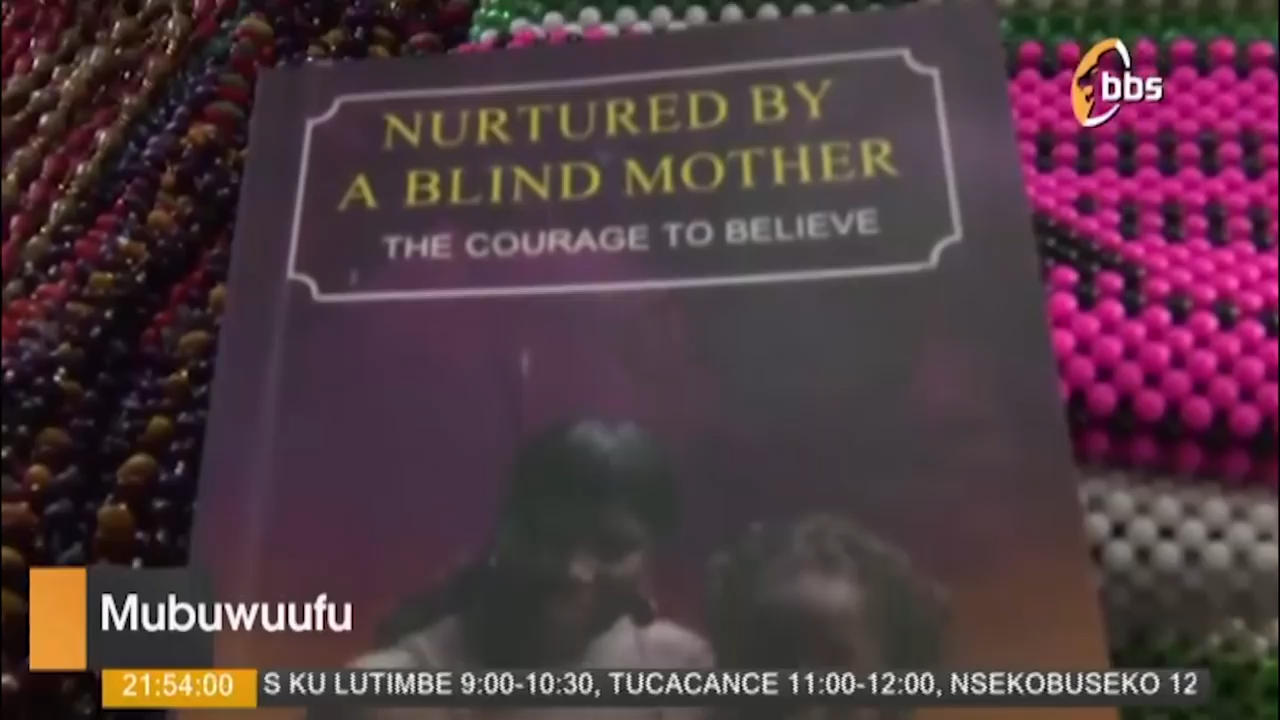 NURTURED BY
A BLIND MOTHER
THE COURAGE TO BELIEVE
bbs
Mubuwuufu
21:54:00 S KU LUTIMBE 9:00-10:30, TUCACANCE 11:00-12:00, NSEKOBUSEKO 12